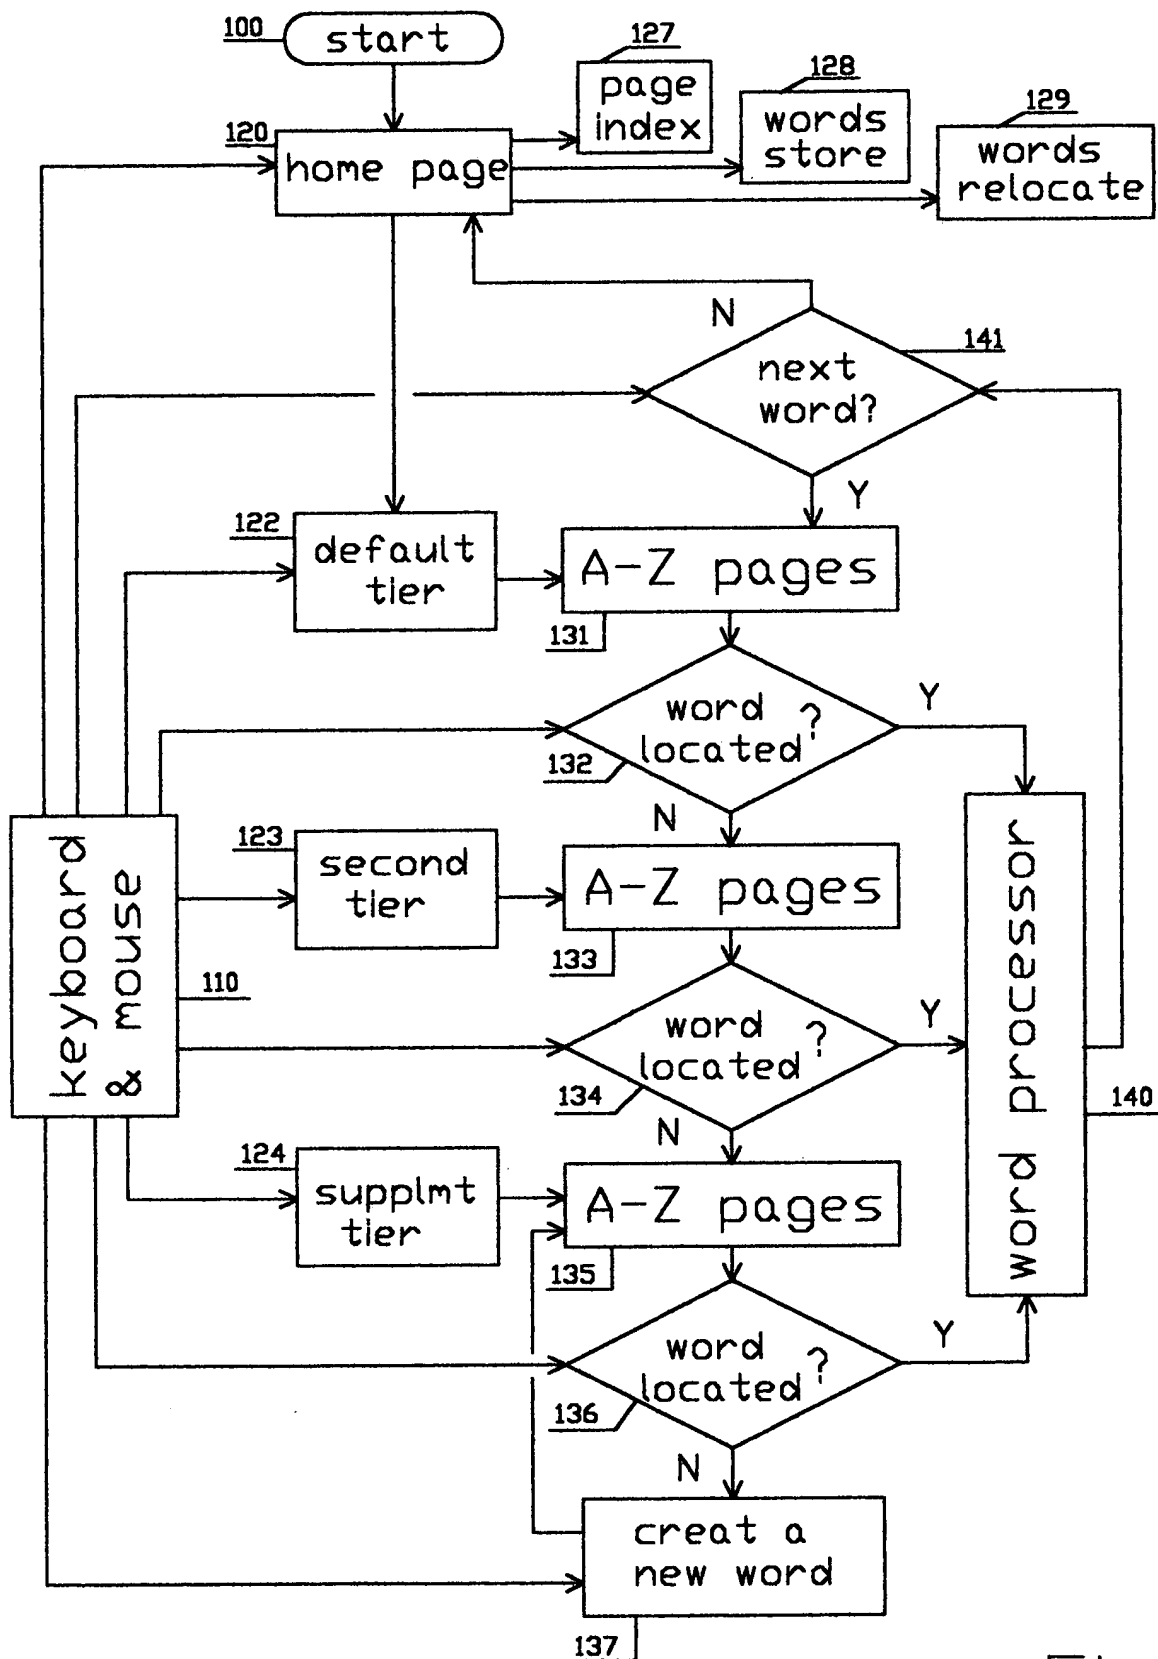 100
start
127
page
index
128
words
store
129
words
relocate
120
home page
N
141
next
word?
Y
122
default
tier
A-Z pages
131
word
located?
132
Y
N
123
second
tier
A-Z pages
133
keyboard
& mouse
110
word
located?
134
Y
N
word processor
140
124
supplmt
tier
A-Z pages
135
word
located?
136
Y
N
creat a
new word
137